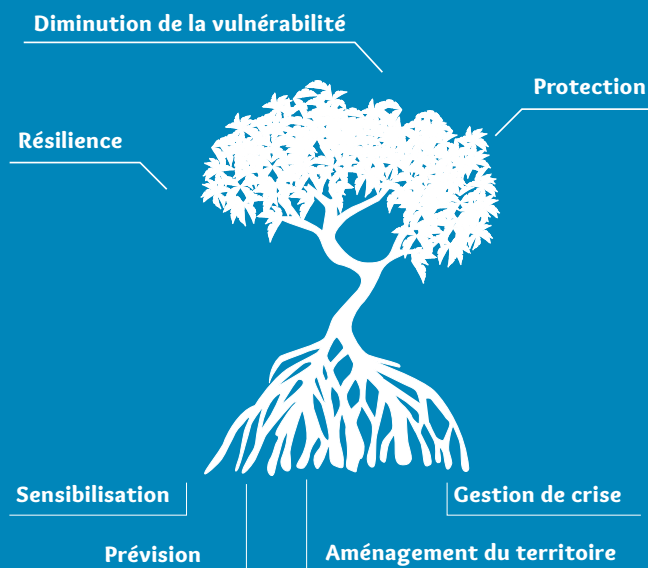 Diminution de la vulnérabilité
Protection
Résilience
Sensibilisation
Gestion de crise
Prévision
Aménagement du territoire